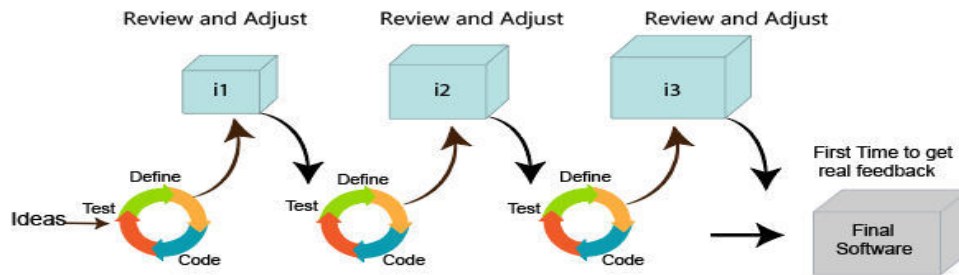 Review and Adjust
Review and Adjust
Review and Adjust
i1
i2
i3
First Time to get
real feedback
Define
Define
Define
Test
Test
Test
Ideas
Code
Code
Code
Final
Software